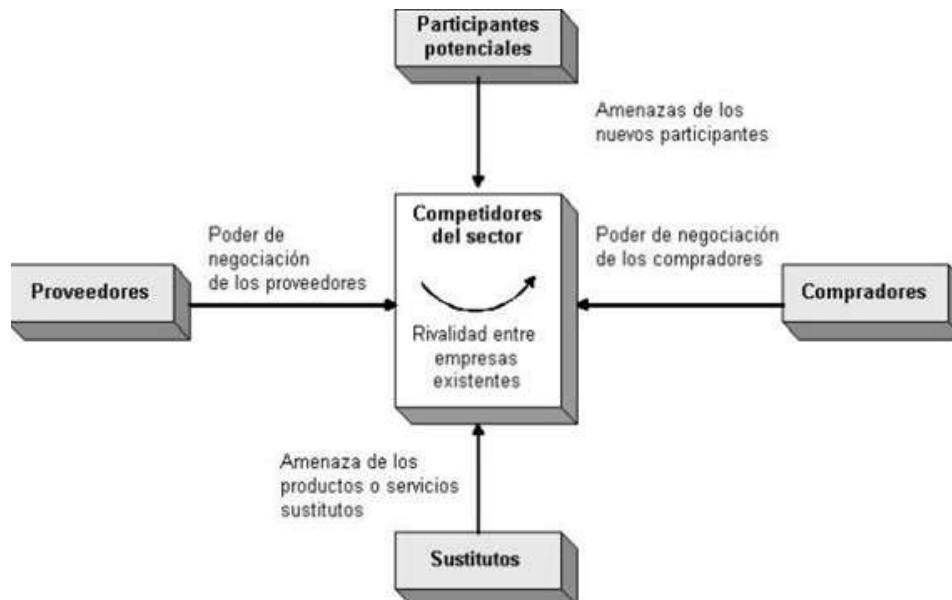 Participantes
potenciales
Amenazas de los
nuevos participantes
Competidores
del sector
Poder de
negociación
de los proveedores
Poder de negociación
de los compradores
Proveedores
Compradores
Rivalidad entre
empresas
existentes
Amenaza de los
productos o servicios
sustitutos
Sustitutos